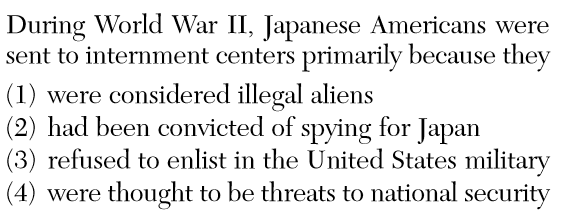 During World War II, Japanese Americans were
sent to internment centers primarily because they
(1) were considered illegal aliens
(2) had been convicted of spying for Japan
(3) refused to enlist in the United States military
(4) were thought to be threats to national security